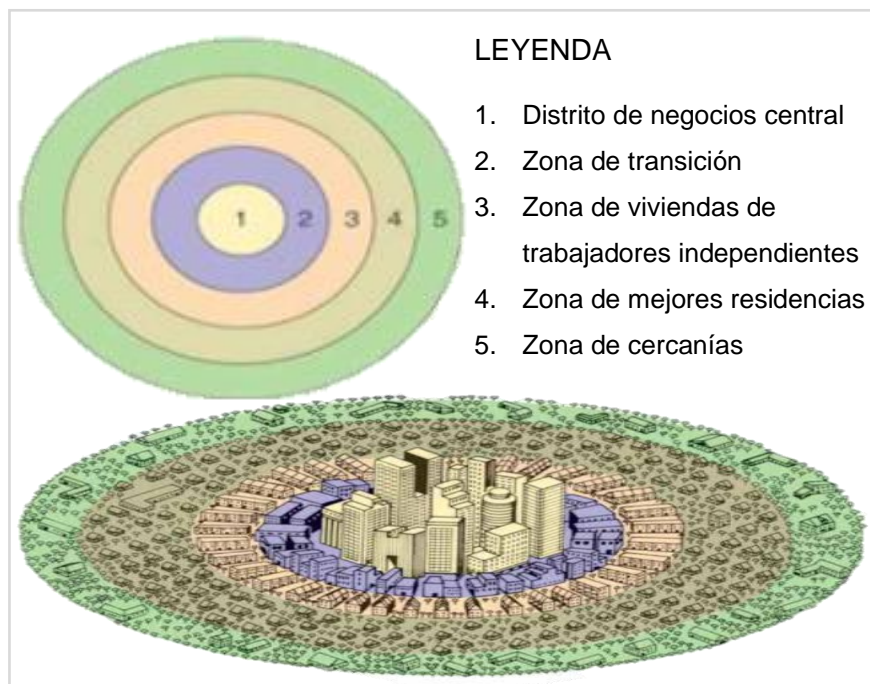 LEYENDA
1. Distrito de negocios central
2. Zona de transición
3. Zona de viviendas de
trabajadores independientes
4. Zona de mejores residencias
5. Zona de cercanías
1 2 3 4 5